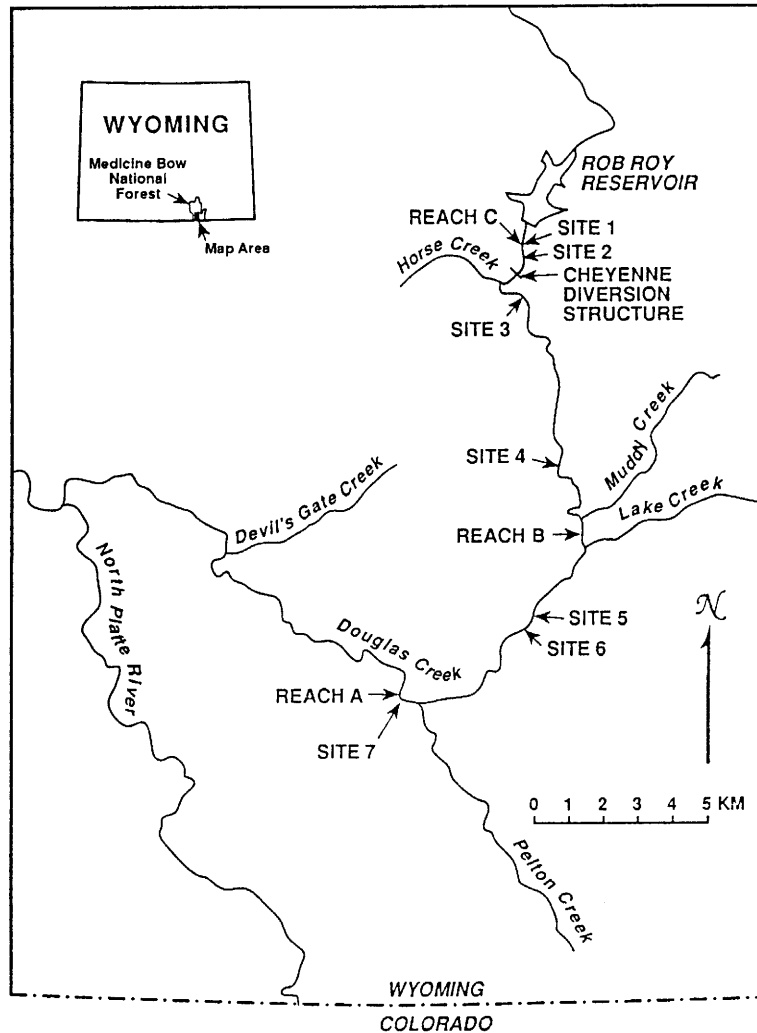 WYOMING
Medicine Bow
National
Forest
Map Area
ROB ROY
RESERVOIR
REACH C
SITE 1
SITE 2
Horse Creek
CHEYENNE
DIVERSION
STRUCTURE
SITE 3
Muddy Creek
SITE 4
Devil's Gate Creek
Lake Creek
REACH B
North Platte River
N
SITE 5
SITE 6
Douglas Creek
REACH A
SITE 7
0 1 2 3 4 5 KM
Pelton Creek
WYOMING
COLORADO